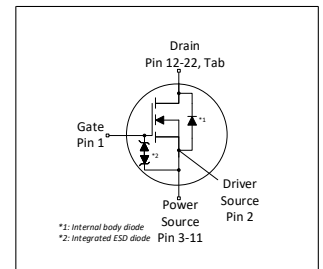 Drain
Pin 12-22, Tab
*1
Gate
Pin 1
*2
Driver
Source
Pin 2
Power
Source
Pin 3-11
*1: Internal body diode
*2: Integrated ESD diode